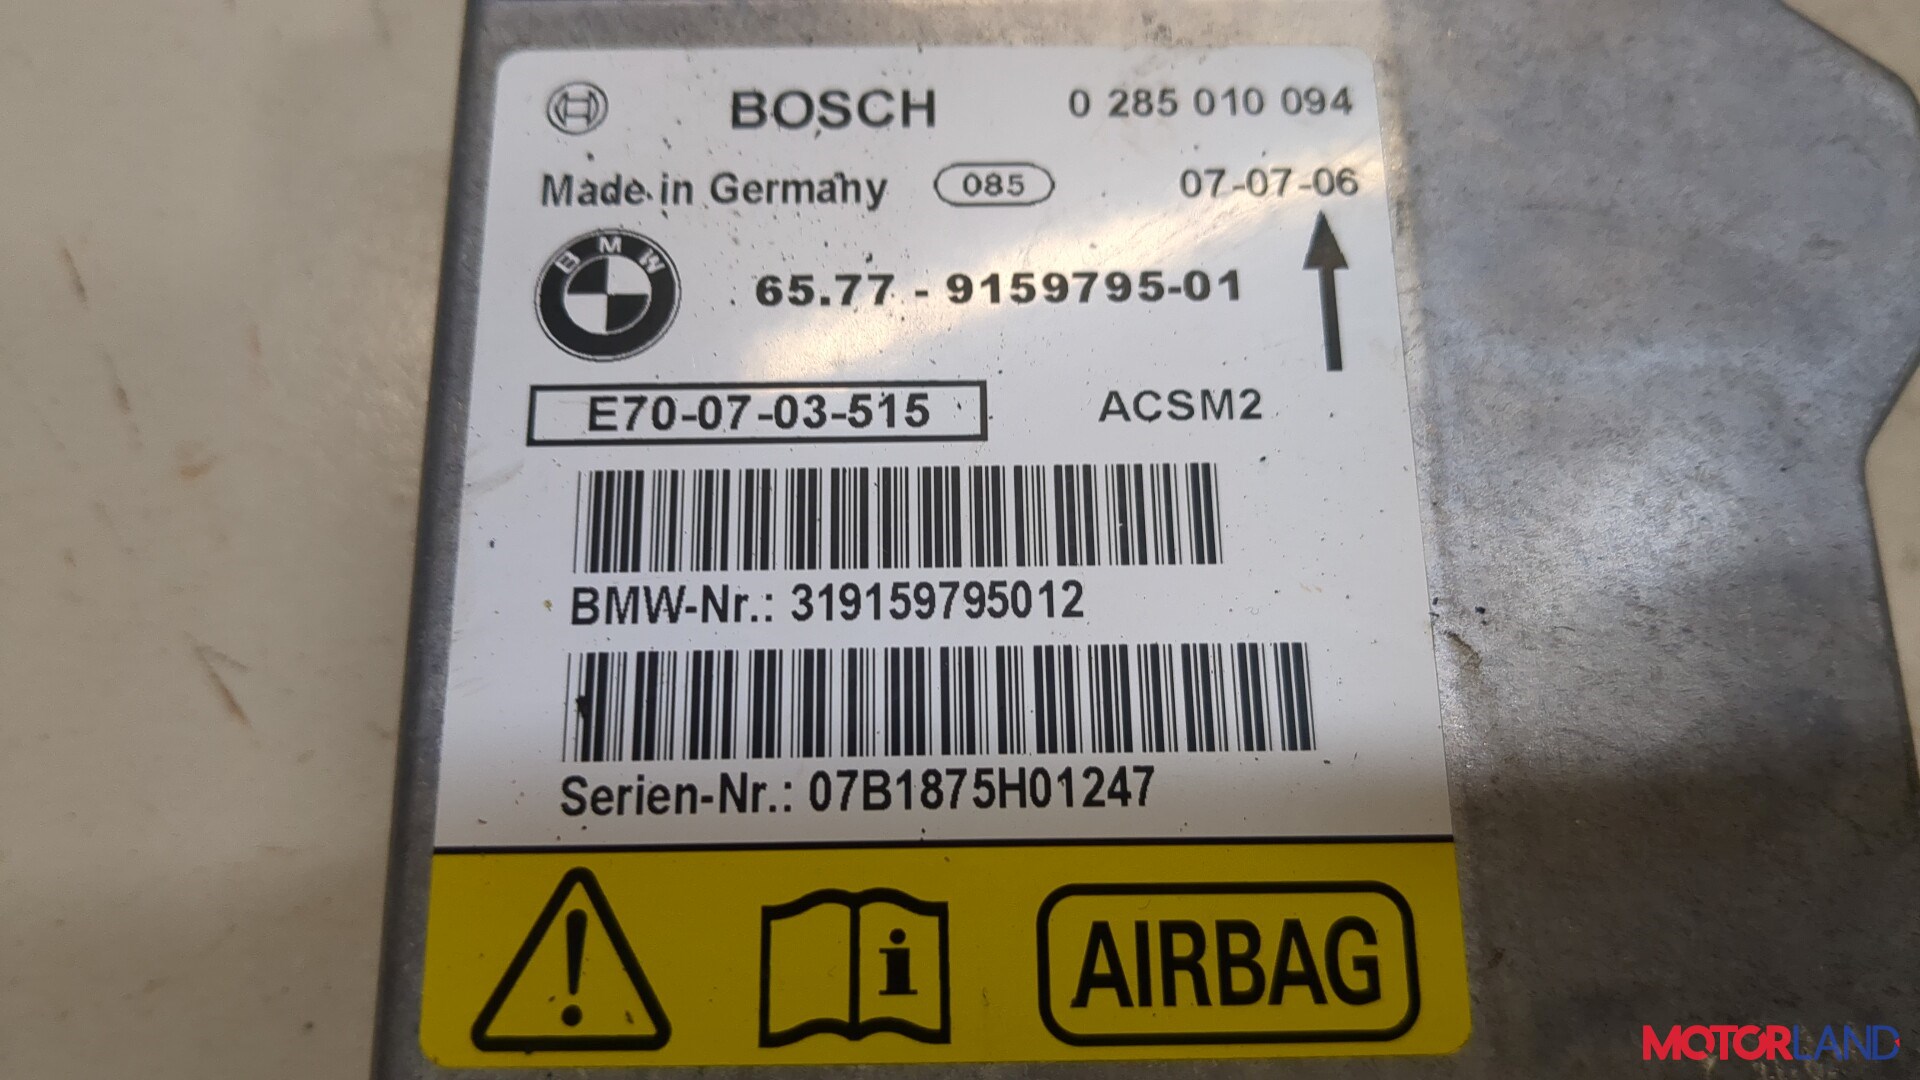 BOSCH 0 285 010 094
Made in Germany 085 07-07-06
BMW
65.77 - 9159795-01
E70-07-03-515 ACSM2
BMW-Nr.: 319159795012
Serien-Nr.: 07B1875H01247
AIRBAG
MOTORLAND